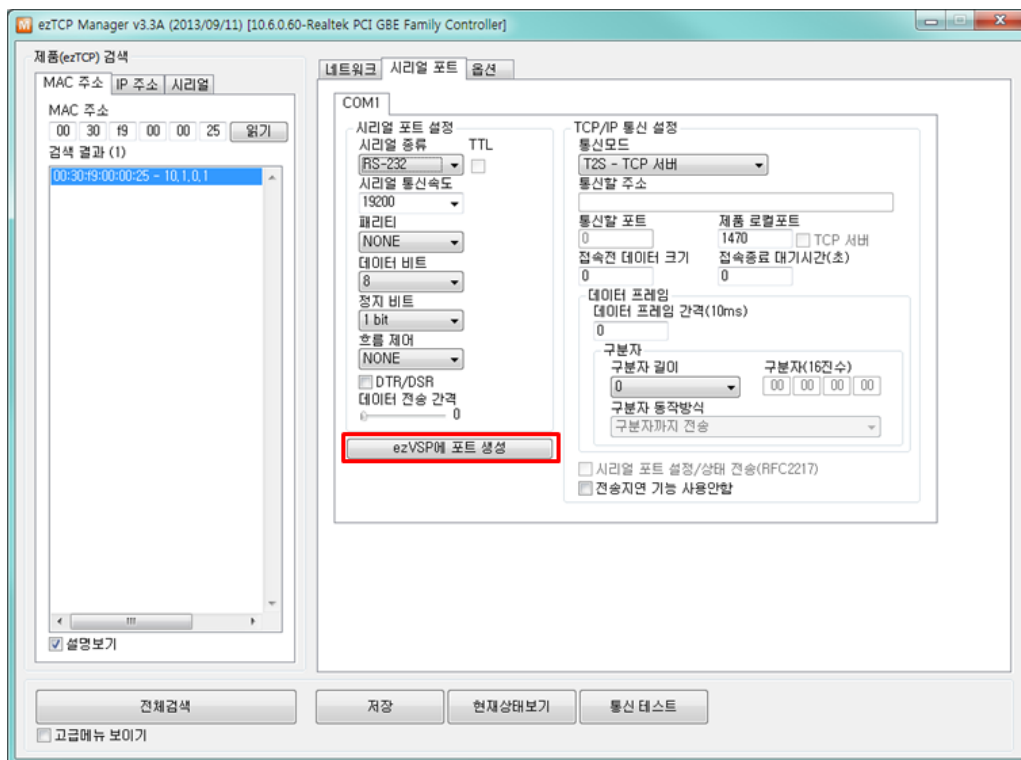 ezTCP Manager v3.3A (2013/09/11) [10.6.0.60-Realtek PCI GBE Family Controller]
제품(ezTCP) 검색
MAC 주소 IP 주소 시리얼
MAC 주소
00 30 f9 00 00 25 읽기
검색 결과 (1)
00:30:f9:00:00:25 - 10.1.0.1
설명보기
네트워크 시리얼 포트 옵션
COM1
시리얼 포트 설정
시리얼 종류 TTL
RS-232
시리얼 통신속도
19200
패리티
NONE
데이터 비트
8
정지 비트
1 bit
흐름 제어
NONE
DTR/DSR
데이터 전송 간격
0
ezVSP에 포트 생성
TCP/IP 통신 설정
통신모드
T2S - TCP 서버
통신할 주소
통신할 포트 제품 로컬포트
0 1470 TCP 서버
접속전 데이터 크기 접속종료 대기시간(초)
0 0
데이터 프레임
데이터 프레임 간격(10ms)
0
구분자
구분자 길이 구분자(16진수)
0 00 00 00 00
구분자 동작방식
구분자까지 전송
시리얼 포트 설정/상태 전송(RFC2217)
전송지연 기능 사용안함
전체검색 저장 현재상태보기 통신 테스트
고급메뉴 보이기